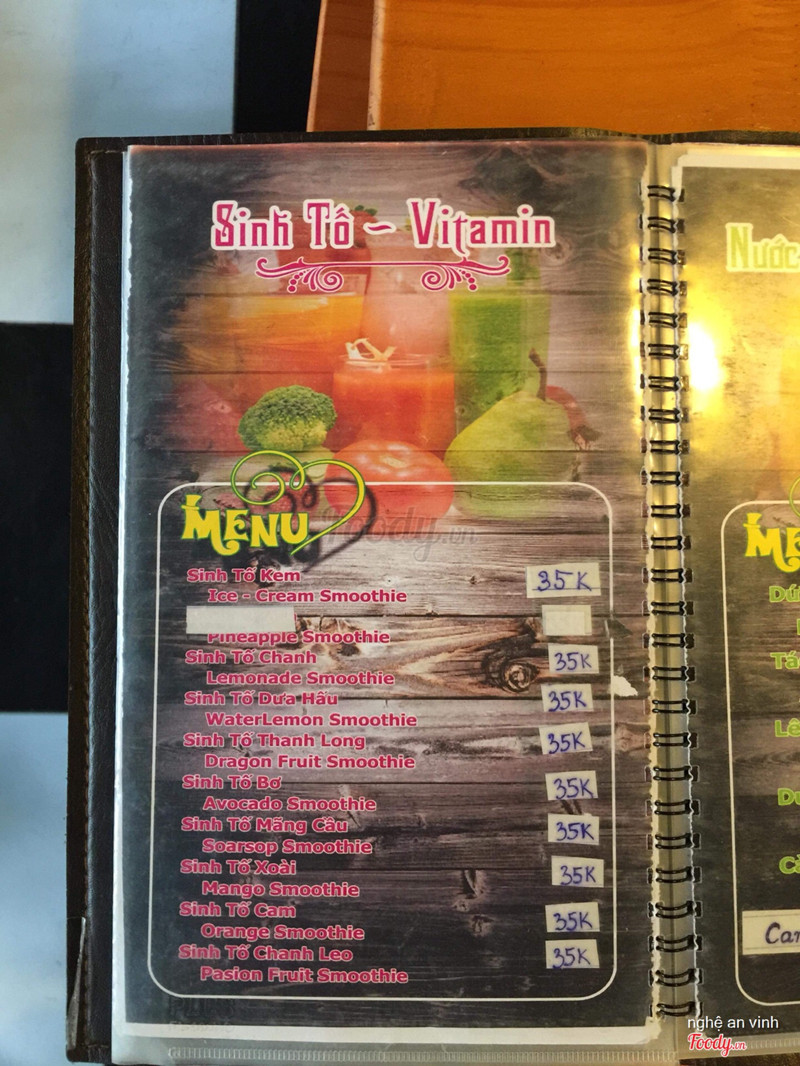 Sinh Tố ~ Vitamin
MENU
Foody.vn
Sinh Tố Kem
Ice - Cream Smoothie 35K
Pineapple Smoothie
Sinh Tố Chanh
Lemonade Smoothie 35K
Sinh Tố Dưa Hấu
WaterLemon Smoothie 35K
Sinh Tố Thanh Long
Dragon Fruit Smoothie 35K
Sinh Tố Bơ
Avocado Smoothie 35K
Sinh Tố Mãng Cầu
Soarsop Smoothie 35K
Sinh Tố Xoài
Mango Smoothie 35K
Sinh Tố Cam
Orange Smoothie 35K
Sinh Tố Chanh Leo
Pasion Fruit Smoothie 35K
Nước
nghệ an vinh
Foody.vn